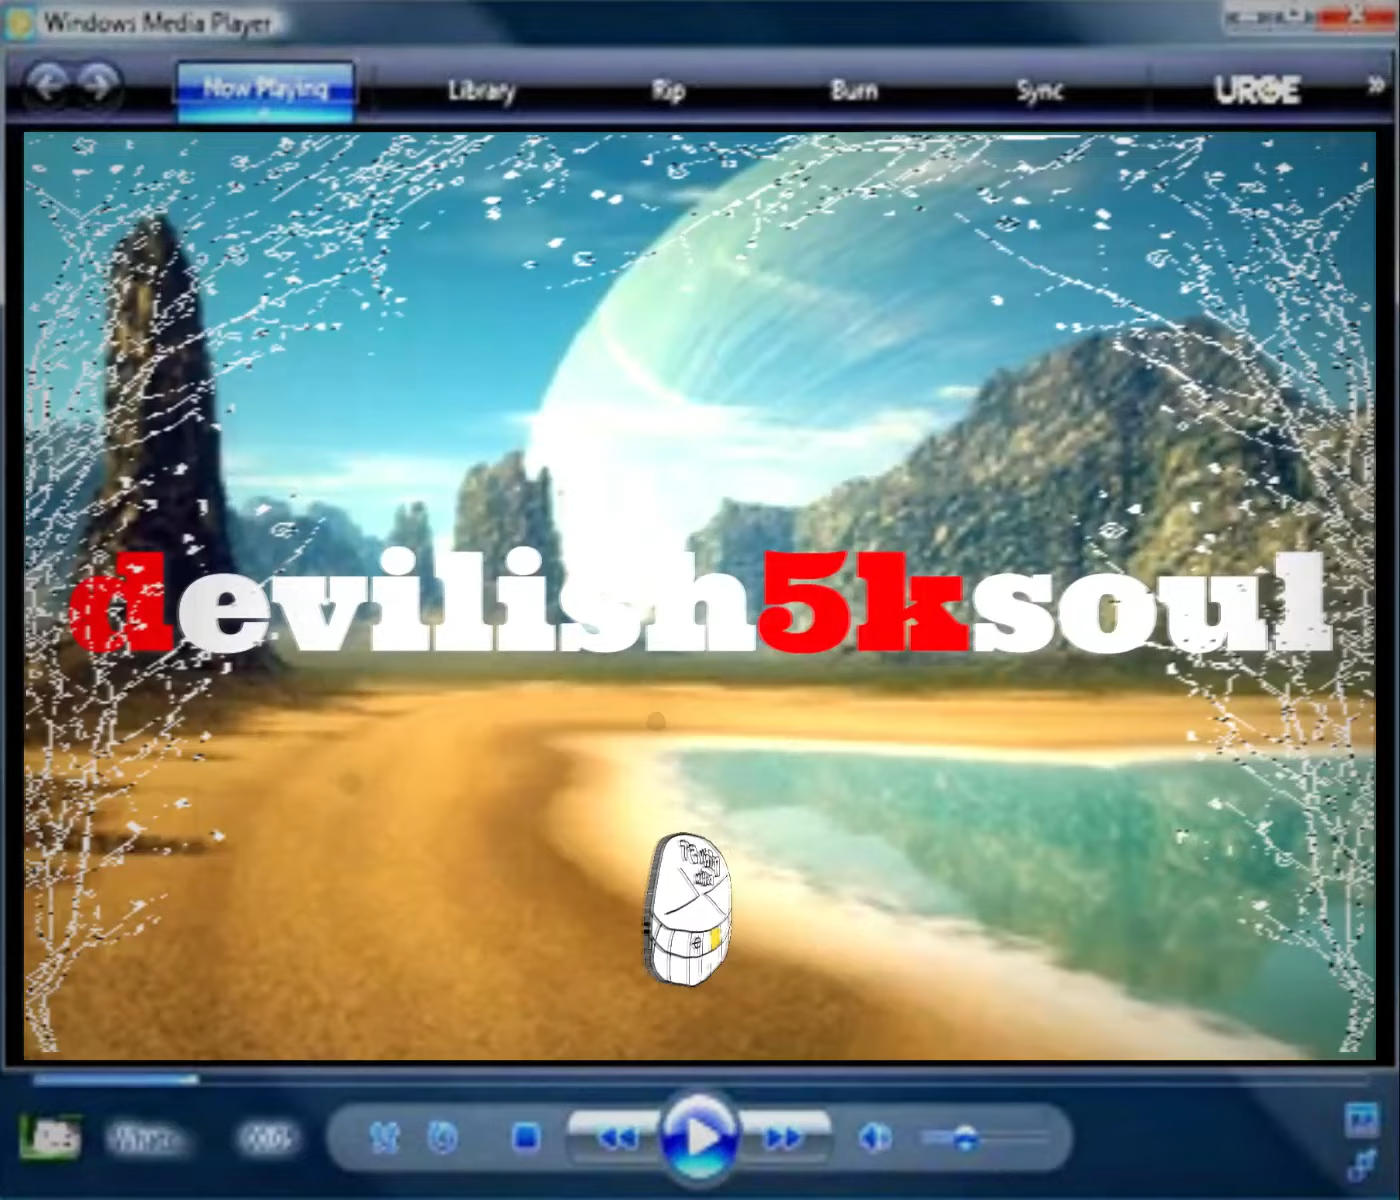 Windows Media Player
Now Playing
Library
Rip
Burn
Sync
URGE
devilish5ksoul